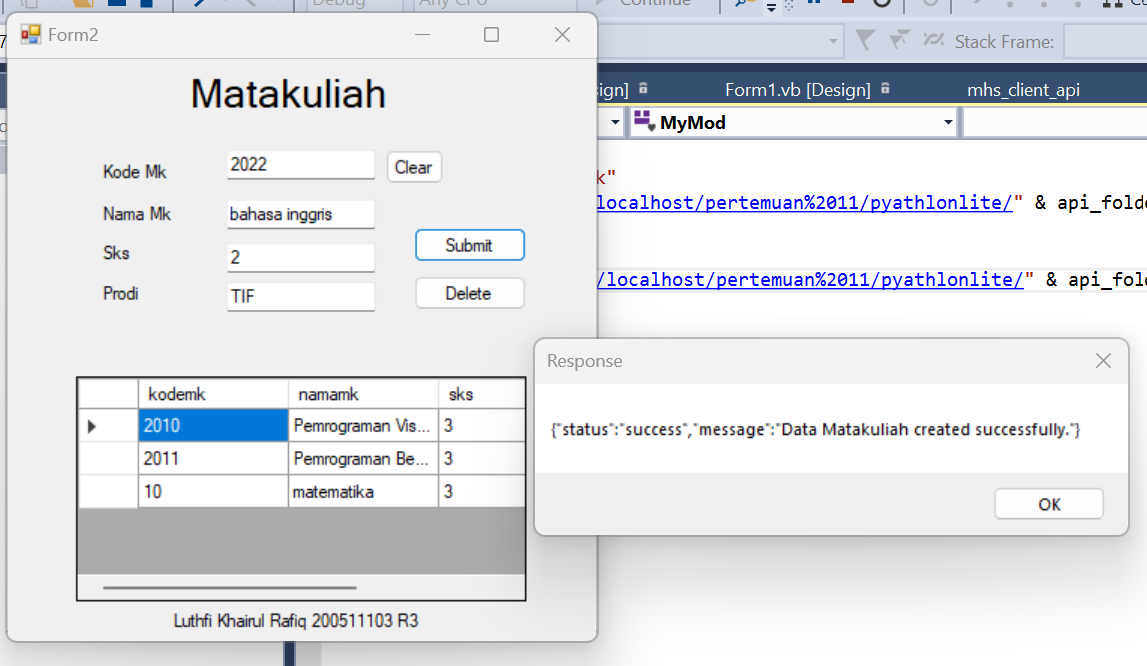 Debug Any CPU Continue
Form2
Stack Frame:
Matakuliah
ign] Form1.vb [Design] mhs_client_api
MyMod
Kode Mk 2022 Clear
k"
localhost/pertemuan%2011/pyathlonlite/" & api_folde
Nama Mk bahasa inggris
Sks 2 Submit
/localhost/pertemuan%2011/pyathlonlite/" & api_folde
Prodi TIF Delete
Response
{"status":"success","message":"Data Matakuliah created successfully."}
OK
kodemk namamk sks
2010 Pemrograman Vis... 3
2011 Pemrograman Be... 3
10 matematika 3
Luthfi Khairul Rafiq 200511103 R3